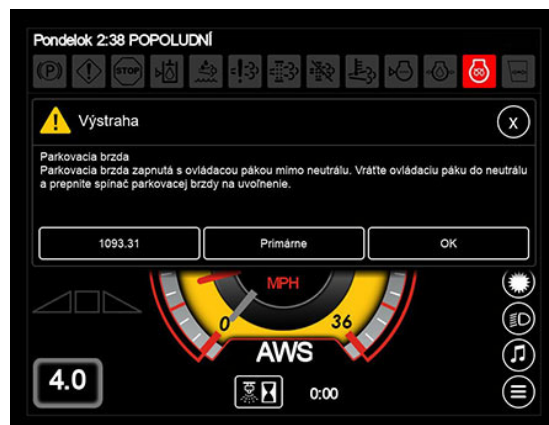 Pondelok 2:38 POPOLUDNÍ
(P) STOP
Výstraha
X
Parkovacia brzda
Parkovacia brzda zapnutá s ovládacou pákou mimo neutrálu. Vráťte ovládaciu páku do neutrálu
a prepnite spínač parkovacej brzdy na uvoľnenie.
1093.31 Primárne OK
MPH
0 36
AWS
4.0 0:00